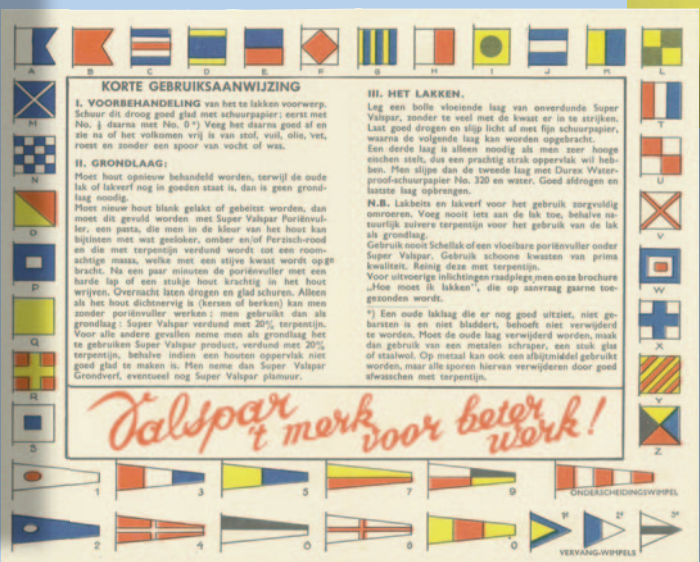 A B C D E F G H I J K L
M
N
O
P
Q
R
S
KORTE GEBRUIKSAANWIJZING
I. VOORBEHANDELING van het te lakken voorwerp.
Schuur dit droog goed glad met schuurpapier; eerst met
No. ½ daarna met No. 0*) Veeg het daarna goed af en
zie na of het volkomen vrij is van stof, vuil, olie, vet,
roest en zonder een spoor van vocht of was.
II. GRONDLAAG:
Moet hout opnieuw behandeld worden, terwijl de oude
lak of lakverf nog in goeden staat is, dan is geen grond-
laag noodig.
Moet nieuw hout blank gelakt of gebeitst worden, dan
moet dit gevuld worden met Super Valspar Poriënvul-
ler, een pasta, die men in de kleur van het hout kan
bijtinten met wat geeloker, omber en/of Perzisch-rood
en die met terpentijn verdund wordt tot een room-
achtige massa, welke met een stijve kwast wordt opge
bracht. Na een paar minuten de poriënvuller met een
harde lap of een stukje hout krachtig in het hout
wrijven. Overnacht laten drogen en glad schuren. Alleen
als het hout dichtnervig is (kersen of berken) kan men
zonder poriënvuller werken; men gebruikt dan als
grondlaag: Super Valspar verdund met 20% terpentijn.
Voor alle andere gevallen neme men als grondlaag het
te gebruiken Super Valspar product, verdund met 20%
terpentijn, behalve indien een houten oppervlak niet
goed glad te maken is. Men neme dan Super Valspar
Grondverf, eventueel nog Super Valspar plamuur.
III. HET LAKKEN.
Leg een bolle vloeiende laag van onverdunde Super
Valspar, zonder te veel met de kwast er in te strijken.
Laat goed drogen en slijp licht af met fijn schuurpapier,
waarna de volgende laag kan worden opgebracht.
Een derde laag is alleen noodig als men zeer hooge
eischen stelt, dus een prachtig strak oppervlak wil heb-
ben. Men slijpe dan de tweede laag met Durex Water-
proof-schuurpapier No. 320 en water. Goed afdrogen en
laatste laag opbrengen.
N.B. Lakbeits en lakverf voor het gebruik zorgvuldig
omroeren. Voeg nooit iets aan de lak toe, behalve na-
tuurlijk zuivere terpentijn voor het gebruik van de lak
als grondlaag.
Gebruik nooit Schellak of een vloeibare poriënvuller onder
Super Valspar. Gebruik schoone kwasten van prima
kwaliteit. Reinig deze met terpentijn.
Voor uitvoerige inlichtingen raadplege men onze brochure
„Hoe moet ik lakken", die op aanvraag gaarne toe-
gezonden wordt.
*) Een oude laklaag die er nog goed uitziet, niet ge-
barsten is en niet bladdert, behoeft niet verwijderd
te worden. Moet de oude laag verwijderd worden, maak
dan gebruik van een metalen schraper, een stuk glas
of staalwol. Op metaal kan ook een afbijtmiddel gebruikt
worden, maar alle sporen hiervan verwijderen door goed
afwasschen met terpentijn.
T
U
V
W
X
Y
Z
Valspar
't merk voor beter werk!
1 3 5 7 9 ONDERSCHEIDINGSWIMPEL
2 4 6 8 0 1e 2e 3e
VERVANG-WIMPELS